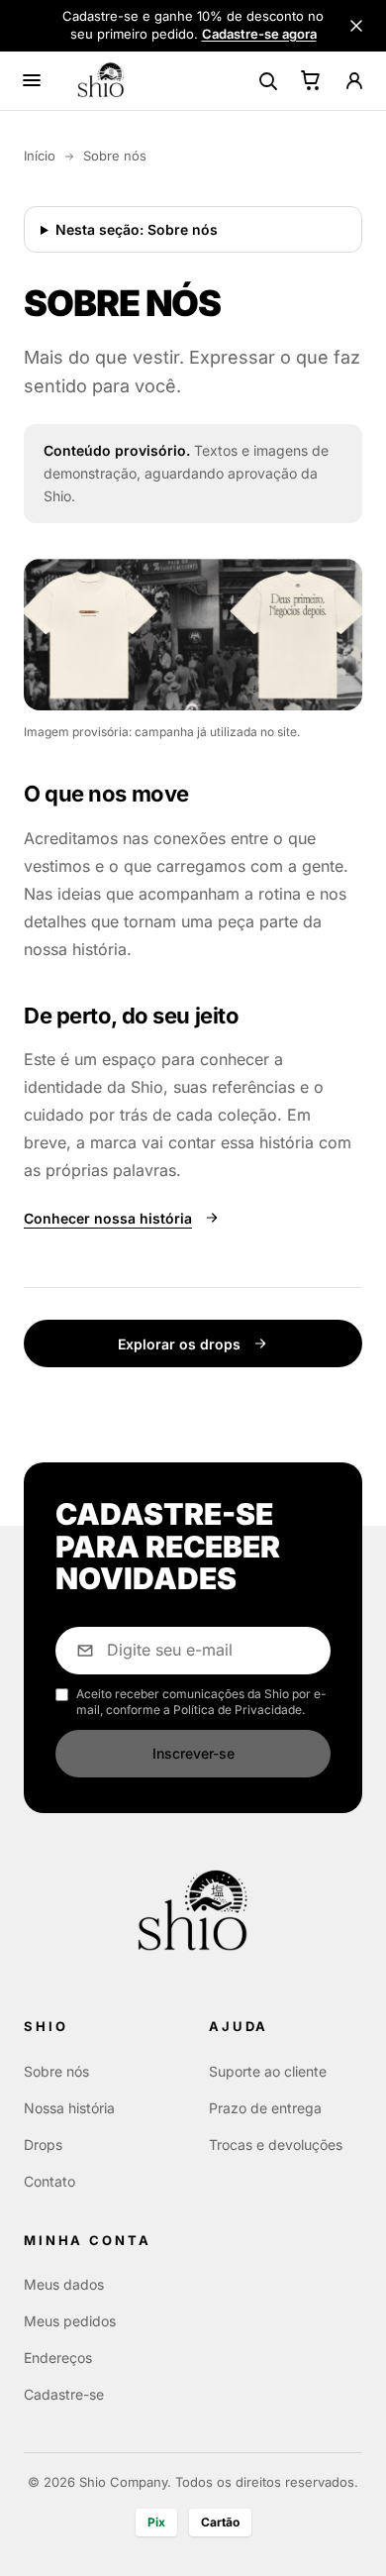 Cadastre-se e ganhe 10% de desconto no
seu primeiro pedido. Cadastre-se agora
shio
Início → Sobre nós
Nesta seção: Sobre nós
SOBRE NÓS
Mais do que vestir. Expressar o que faz
sentido para você.
Conteúdo provisório. Textos e imagens de
demonstração, aguardando aprovação da
Shio.
Deus primeiro.
Negócios depois.
Imagem provisória: campanha já utilizada no site.
O que nos move
Acreditamos nas conexões entre o que
vestimos e o que carregamos com a gente.
Nas ideias que acompanham a rotina e nos
detalhes que tornam uma peça parte da
nossa história.
De perto, do seu jeito
Este é um espaço para conhecer a
identidade da Shio, suas referências e o
cuidado por trás de cada coleção. Em
breve, a marca vai contar essa história com
as próprias palavras.
Conhecer nossa história →
Explorar os drops →
CADASTRE-SE
PARA RECEBER
NOVIDADES
Digite seu e-mail
Aceito receber comunicações da Shio por e-
mail, conforme a Política de Privacidade.
Inscrever-se
塩
shio
SHIO
Sobre nós
Nossa história
Drops
Contato
AJUDA
Suporte ao cliente
Prazo de entrega
Trocas e devoluções
MINHA CONTA
Meus dados
Meus pedidos
Endereços
Cadastre-se
© 2026 Shio Company. Todos os direitos reservados.
Pix
Cartão